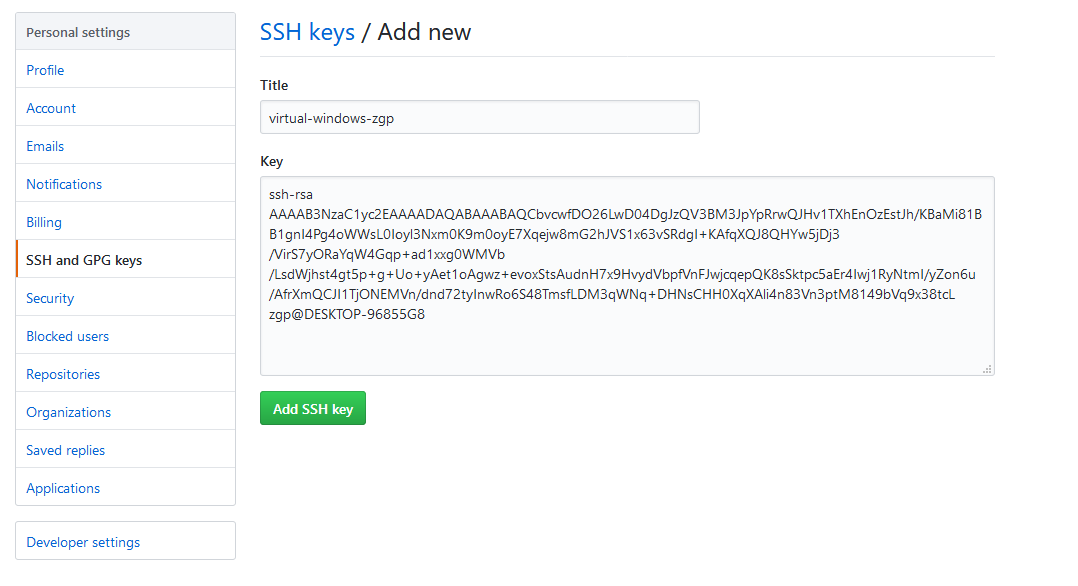 Personal settings
Profile
Account
Emails
Notifications
Billing
SSH and GPG keys
Security
Blocked users
Repositories
Organizations
Saved replies
Applications
Developer settings
SSH keys / Add new
Title
virtual-windows-zgp
Key
ssh-rsa
AAAAB3NzaC1yc2EAAAADAQABAAABAQCbvcwfDO26LwD04DgJzQV3BM3JpYpRrwQJHv1TXhEnOzEstJh/KBaMi81B
B1gnI4Pg4oWWsL0Ioyl3Nxm0K9m0oyE7Xqejw8mG2hJVS1x63vSRdgI+KAfqXQJ8QHYw5jDj3
/VirS7yORaYqW4Gqp+ad1xxg0WMVb
/LsdWjhst4gt5p+g+Uo+yAet1oAgwz+evoxStsAudnH7x9HvydVbpfVnFJwjcqepQK8sSktpc5aEr4Iwj1RyNtmI/yZon6u
/AfrXmQCJI1TjONEMVn/dnd72tyInwRo6S48TmsfLDM3qWNq+DHNsCHH0XqXAli4n83Vn3ptM8149bVq9x38tcL
zgp@DESKTOP-96855G8
Add SSH key